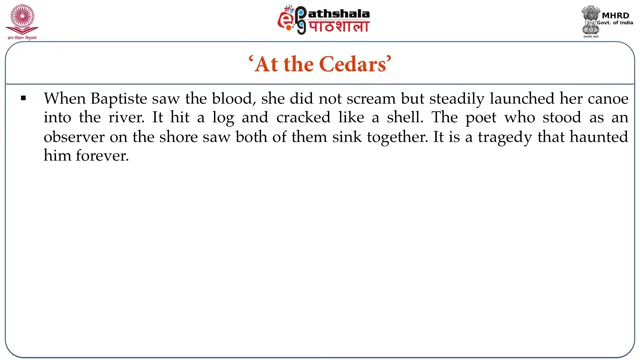 ePathshala
पाठशाला
MHRD
Govt. of India
‘At the Cedars’
▪ When Baptiste saw the blood, she did not scream but steadily launched her canoe
into the river. It hit a log and cracked like a shell. The poet who stood as an
observer on the shore saw both of them sink together. It is a tragedy that haunted
him forever.